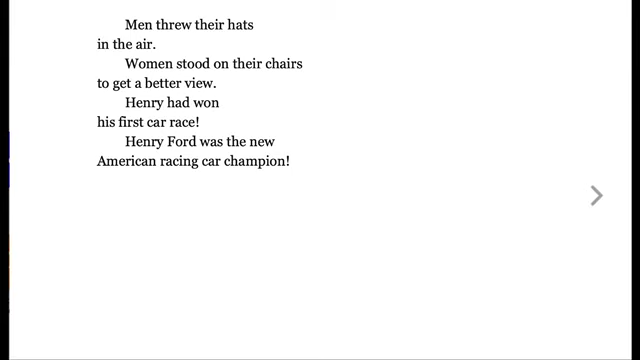 Men threw their hats
in the air.
Women stood on their chairs
to get a better view.
Henry had won
his first car race!
Henry Ford was the new
American racing car champion!